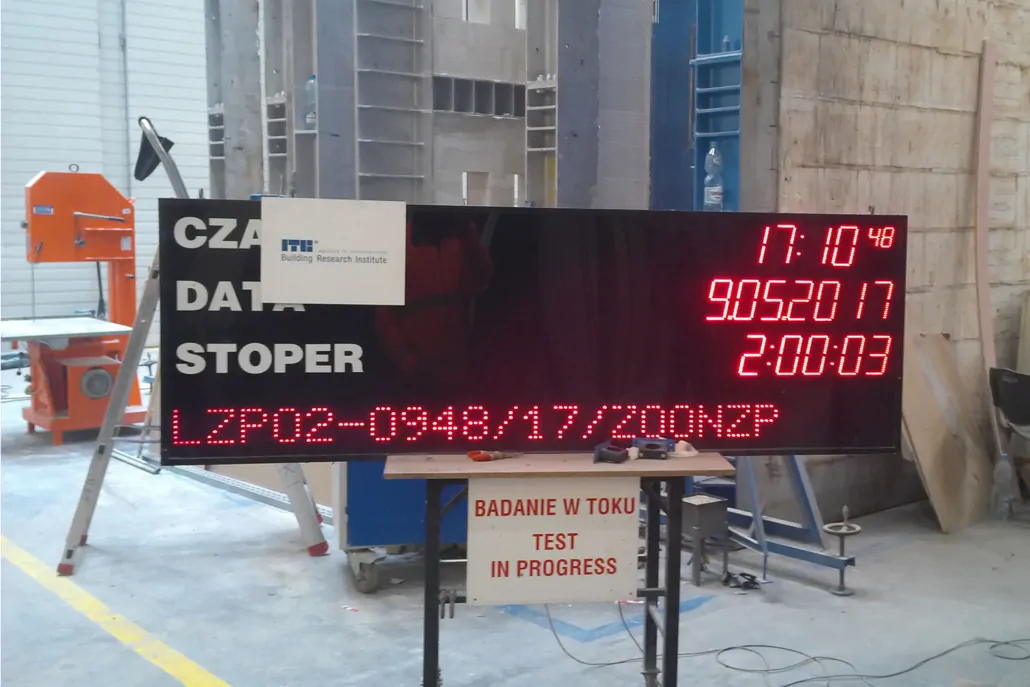 CZA 17:10 48
ITB
Building Research Institute
DATA 9.05.2017
STOPER 2:00:03
LZP02-0948/17/Z00NZP
BADANIE W TOKU
TEST
IN PROGRESS